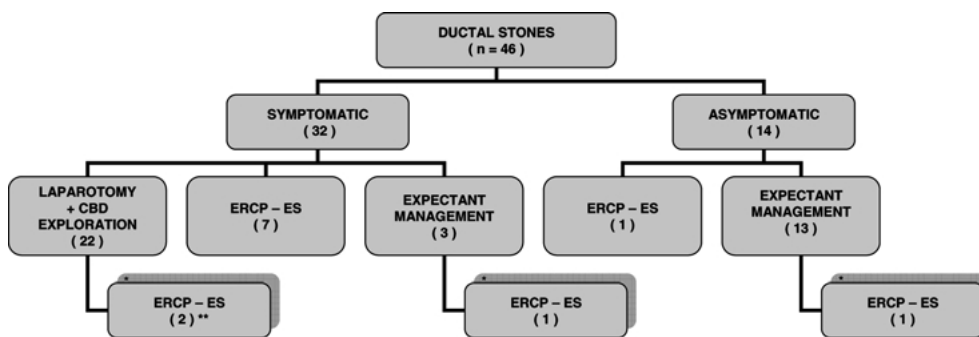 DUCTAL STONES
( n = 46 )
SYMPTOMATIC
( 32 )
ASYMPTOMATIC
( 14 )
LAPAROTOMY
+ CBD
EXPLORATION
( 22 )
ERCP – ES
( 7 )
EXPECTANT
MANAGEMENT
( 3 )
ERCP – ES
( 1 )
EXPECTANT
MANAGEMENT
( 13 )
*
ERCP – ES
( 2 ) **
*
ERCP – ES
( 1 )
*
ERCP – ES
( 1 )